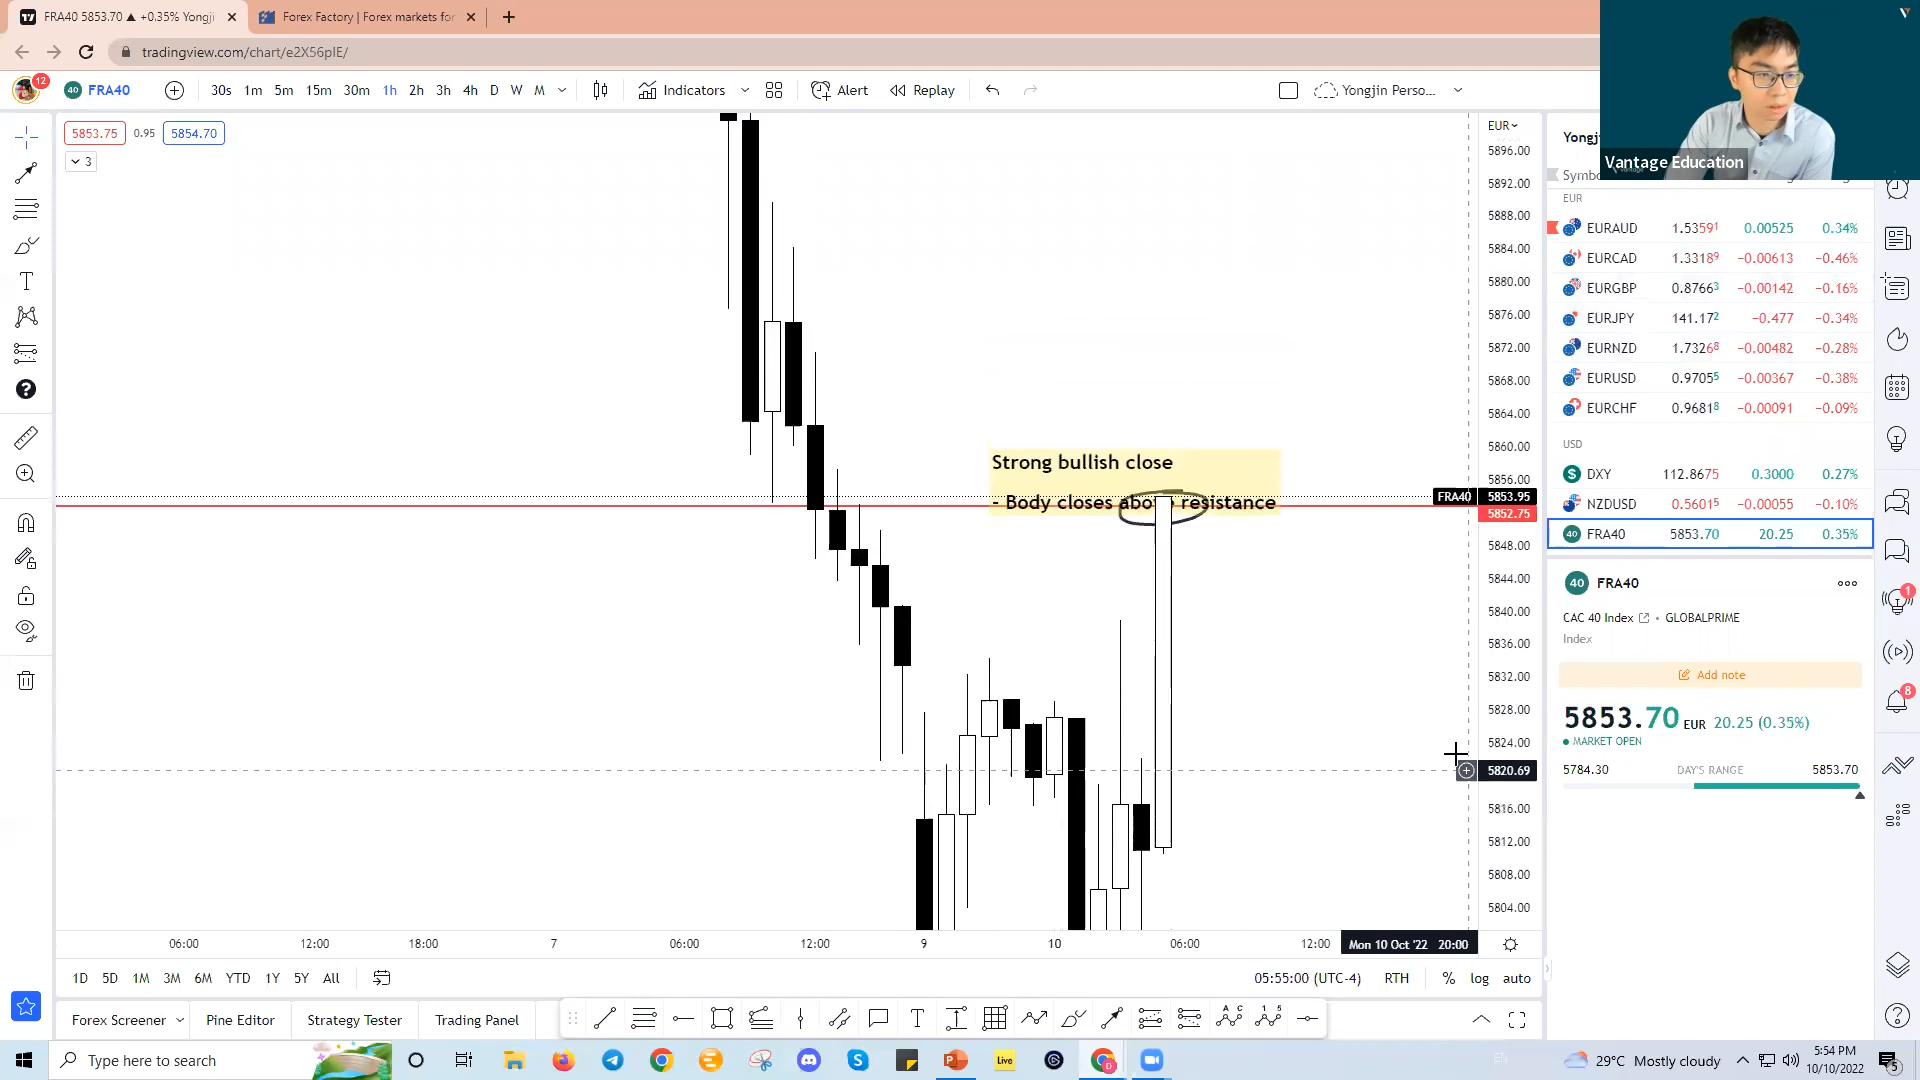 FRA40 5853.70 ▲ +0.35% Yongji
Forex Factory | Forex markets for
tradingview.com/chart/e2X56pIE/
12
40 FRA40
30s 1m 5m 15m 30m 1h 2h 3h 4h D W M
Indicators
Alert
Replay
Yongjin Perso...
5853.75 0.95 5854.70
3
EUR
5896.00
5892.00
5888.00
5884.00
5880.00
5876.00
5872.00
5868.00
5864.00
5860.00
5856.00
FRA40 5853.95
5852.75
5848.00
5844.00
5840.00
5836.00
5832.00
5828.00
5824.00
5820.69
5816.00
5812.00
5808.00
5804.00
Strong bullish close
- Body closes above resistance
06:00 12:00 18:00 7 06:00 12:00 9 10 06:00 12:00 Mon 10 Oct '22 20:00
1D 5D 1M 3M 6M YTD 1Y 5Y All
05:55:00 (UTC-4) RTH % log auto
Forex Screener Pine Editor Strategy Tester Trading Panel
Vantage Education
EUR
EURAUD 1.53591 0.00525 0.34%
EURCAD 1.33189 −0.00613 −0.46%
EURGBP 0.87663 −0.00142 −0.16%
EURJPY 141.172 −0.477 −0.34%
EURNZD 1.73268 −0.00482 −0.28%
EURUSD 0.97055 −0.00367 −0.38%
EURCHF 0.96818 −0.00091 −0.09%
USD
DXY 112.8675 0.3000 0.27%
NZDUSD 0.56015 −0.00055 −0.10%
40 FRA40 5853.70 20.25 0.35%
40 FRA40
CAC 40 Index • GLOBALPRIME
Index
Add note
5853.70 EUR 20.25 (0.35%)
MARKET OPEN
5784.30 DAY'S RANGE 5853.70
1
8
Type here to search
Live
29°C Mostly cloudy
5:54 PM
10/10/2022
5